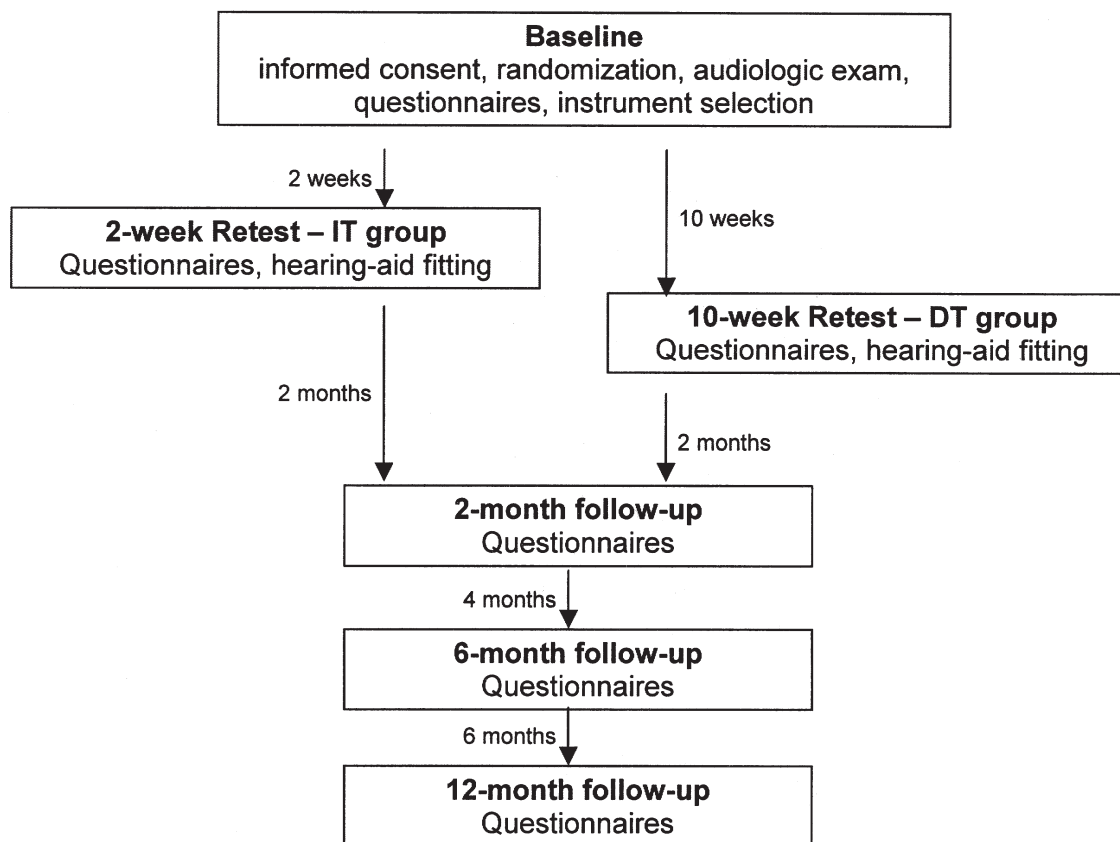 Baseline
informed consent, randomization, audiologic exam,
questionnaires, instrument selection
2 weeks
10 weeks
2-week Retest – IT group
Questionnaires, hearing-aid fitting
10-week Retest – DT group
Questionnaires, hearing-aid fitting
2 months
2 months
2-month follow-up
Questionnaires
4 months
6-month follow-up
Questionnaires
6 months
12-month follow-up
Questionnaires